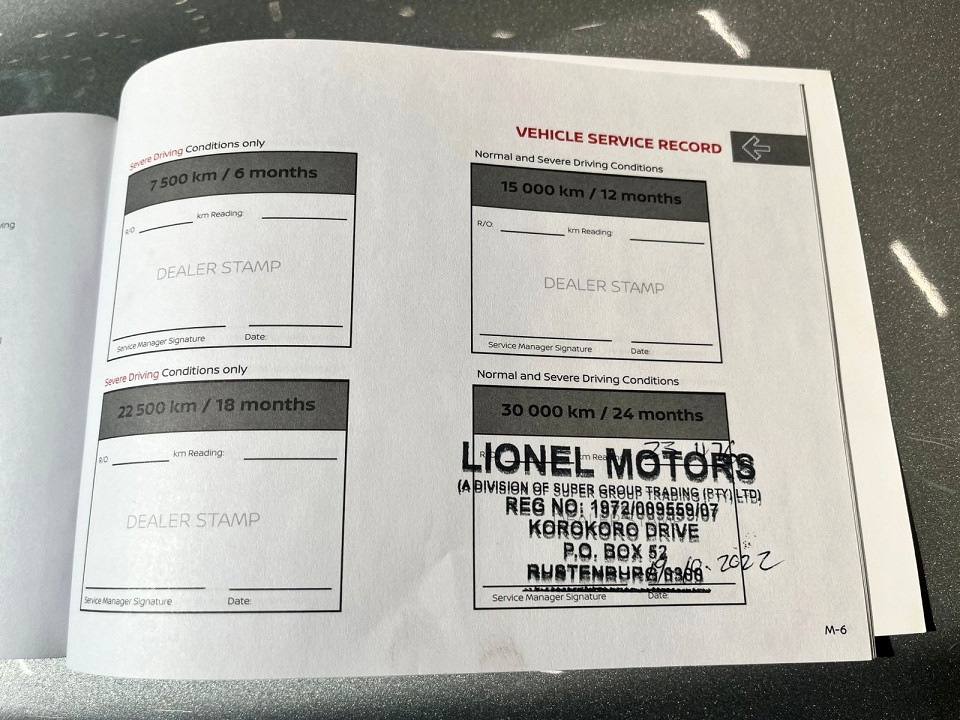 ving
VEHICLE SERVICE RECORD
Severe Driving Conditions only
7 500 km / 6 months
R/O:
km Reading:
DEALER STAMP
Service Manager Signature
Date:
Normal and Severe Driving Conditions
15 000 km / 12 months
R/O:
km Reading:
DEALER STAMP
Service Manager Signature
Date:
Severe Driving Conditions only
22 500 km / 18 months
R/O:
km Reading:
DEALER STAMP
Service Manager Signature
Date:
Normal and Severe Driving Conditions
30 000 km / 24 months
LIONEL MOTORS
(A DIVISION OF SUPER GROUP TRADING (PTY) LTD)
REG NO: 1972/009559/07
KOROKORO DRIVE
P.O. BOX 52
RUSTENBURG/0300
2022
Service Manager Signature
Date:
M-6